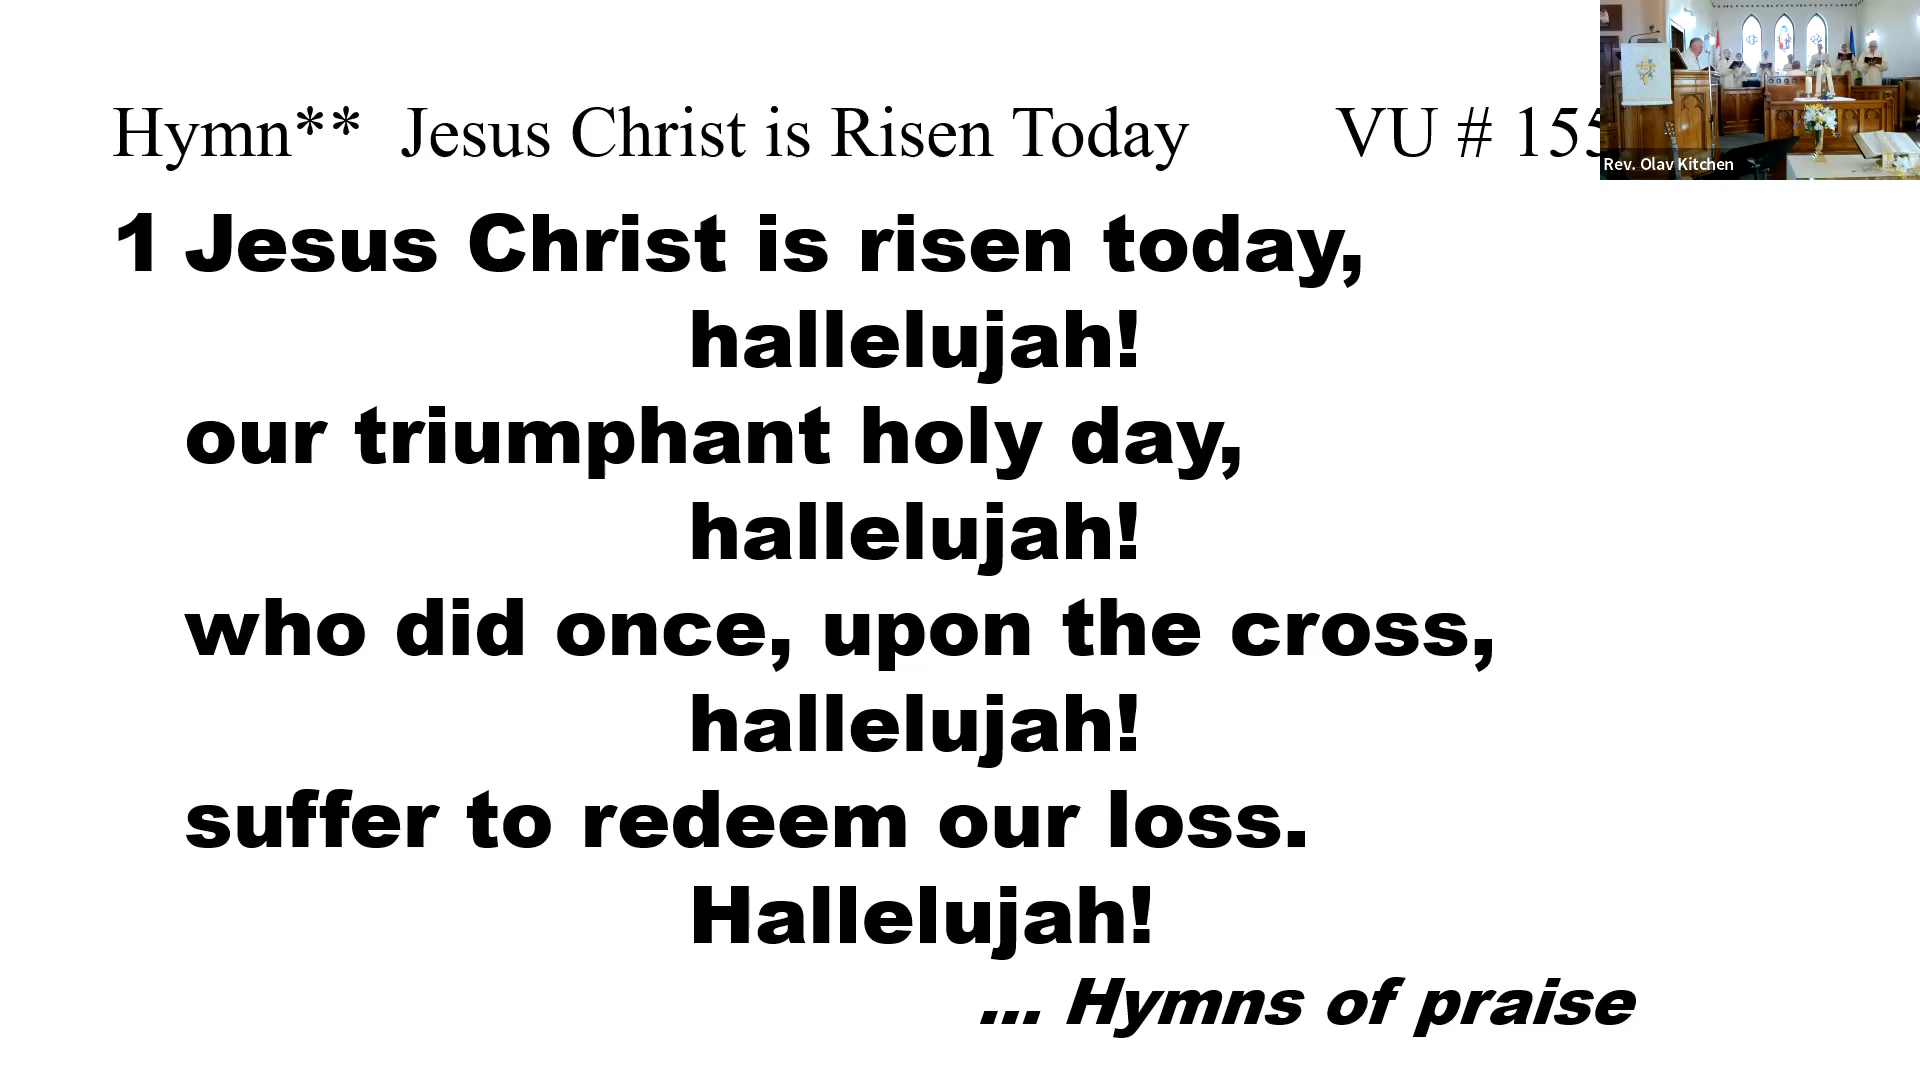 Hymn** Jesus Christ is Risen Today VU # 155
Rev. Olav Kitchen
1 Jesus Christ is risen today,
hallelujah!
our triumphant holy day,
hallelujah!
who did once, upon the cross,
hallelujah!
suffer to redeem our loss.
Hallelujah!
... Hymns of praise